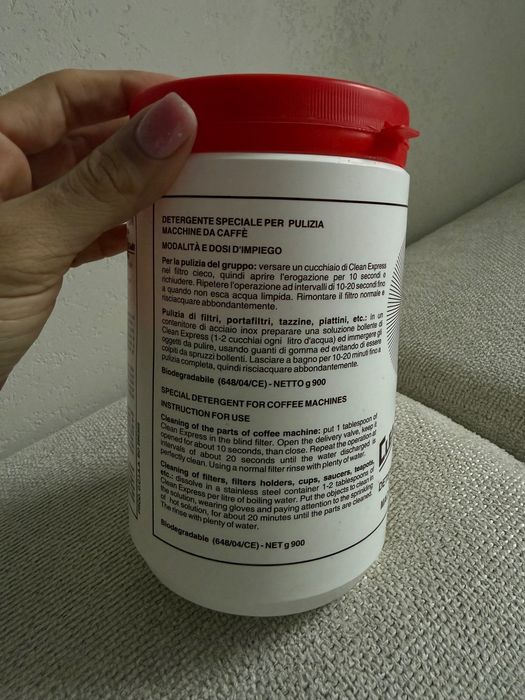 DETERGENTE SPECIALE PER PULIZIA
MACCHINE DA CAFFÈ
MODALITÀ E DOSI D'IMPIEGO
Per la pulizia del gruppo: versare un cucchiaio di Clean Express
nel filtro cieco, quindi aprire l'erogazione per 10 secondi e
richiudere. Ripetere l'operazione ad intervalli di 10-20 secondi fino
a quando non esca acqua limpida. Rimontare il filtro normale e
risciacquare abbondantemente.
Pulizia di filtri, portafiltri, tazzine, piattini, etc.: in un
contenitore di acciaio inox preparare una soluzione bollente di
Clean Express (1-2 cucchiai ogni litro d'acqua) ed immergere gli
oggetti da pulire, usando guanti di gomma ed evitando di essere
colpiti da spruzzi bollenti. Lasciare a bagno per 10-20 minuti fino a
pulizia completa, quindi risciacquare abbondantemente.
Biodegradabile (648/04/CE) - NETTO g 900
SPECIAL DETERGENT FOR COFFEE MACHINES
INSTRUCTION FOR USE
Cleaning of the parts of coffee machine: put 1 tablespoon of
Clean Express in the blind filter. Open the delivery valve, keep it
opened for about 10 seconds, than close. Repeat the operation at
intervals of about 20 seconds until the water discharged is
perfectly clean. Using a normal filter rinse with plenty of water.
Cleaning of filters, filters holders, cups, saucers, teapots,
etc.: dissolve in a stainless steel container 1-2 tablespoons of
Clean Express per litre of boiling water. Put the objects to clean in
the solution, wearing gloves and paying attention to the sprinkling
of hot solution, for about 20 minutes until the parts are cleaned.
The rinse with plenty of water.
Biodegradable (648/04/CE) - NET g 900